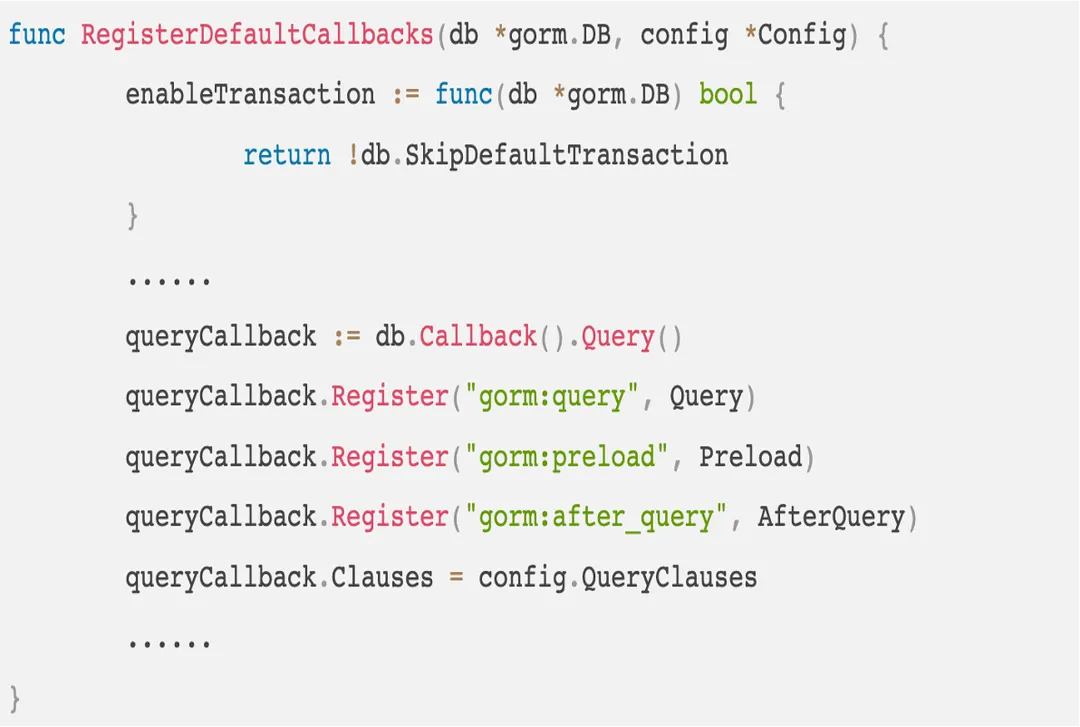 func RegisterDefaultCallbacks(db *gorm.DB, config *Config) {
enableTransaction := func(db *gorm.DB) bool {
return !db.SkipDefaultTransaction
}
......
queryCallback := db.Callback().Query()
queryCallback.Register("gorm:query", Query)
queryCallback.Register("gorm:preload", Preload)
queryCallback.Register("gorm:after_query", AfterQuery)
queryCallback.Clauses = config.QueryClauses
......
}